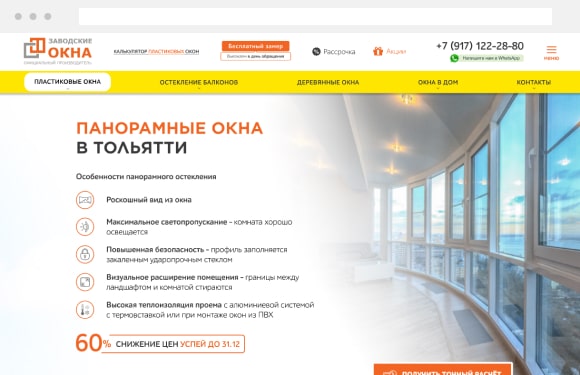 ЗАВОДСКИЕ
ОКНА
КАЛЬКУЛЯТОР ПЛАСТИКОВЫХ ОКОН
Бесплатный замер
в день обращения
Рассрочка
Акции
+7 (917) 122-28-80
Напишите нам в WhatsApp
меню
ПЛАСТИКОВЫЕ ОКНА
ОСТЕКЛЕНИЕ БАЛКОНОВ
ДЕРЕВЯННЫЕ ОКНА
ОКНА В ДОМ
КОНТАКТЫ
ПАНОРАМНЫЕ ОКНА
В ТОЛЬЯТТИ
Особенности панорамного остекления
Роскошный вид из окна
Максимальное светопропускание - комната хорошо
освещается
Повышенная безопасность - профиль заполняется
закаленным ударопрочным стеклом
Визуальное расширение помещения - границы между
ландшафтом и комнатой стираются
Высокая теплоизоляция проема с алюминиевой системой
с термовставкой или при монтаже окон из ПВХ
60% СНИЖЕНИЕ ЦЕН УСПЕЙ ДО 31.12
ПОЛУЧИТЬ ТОЧНЫЙ РАСЧЁТ